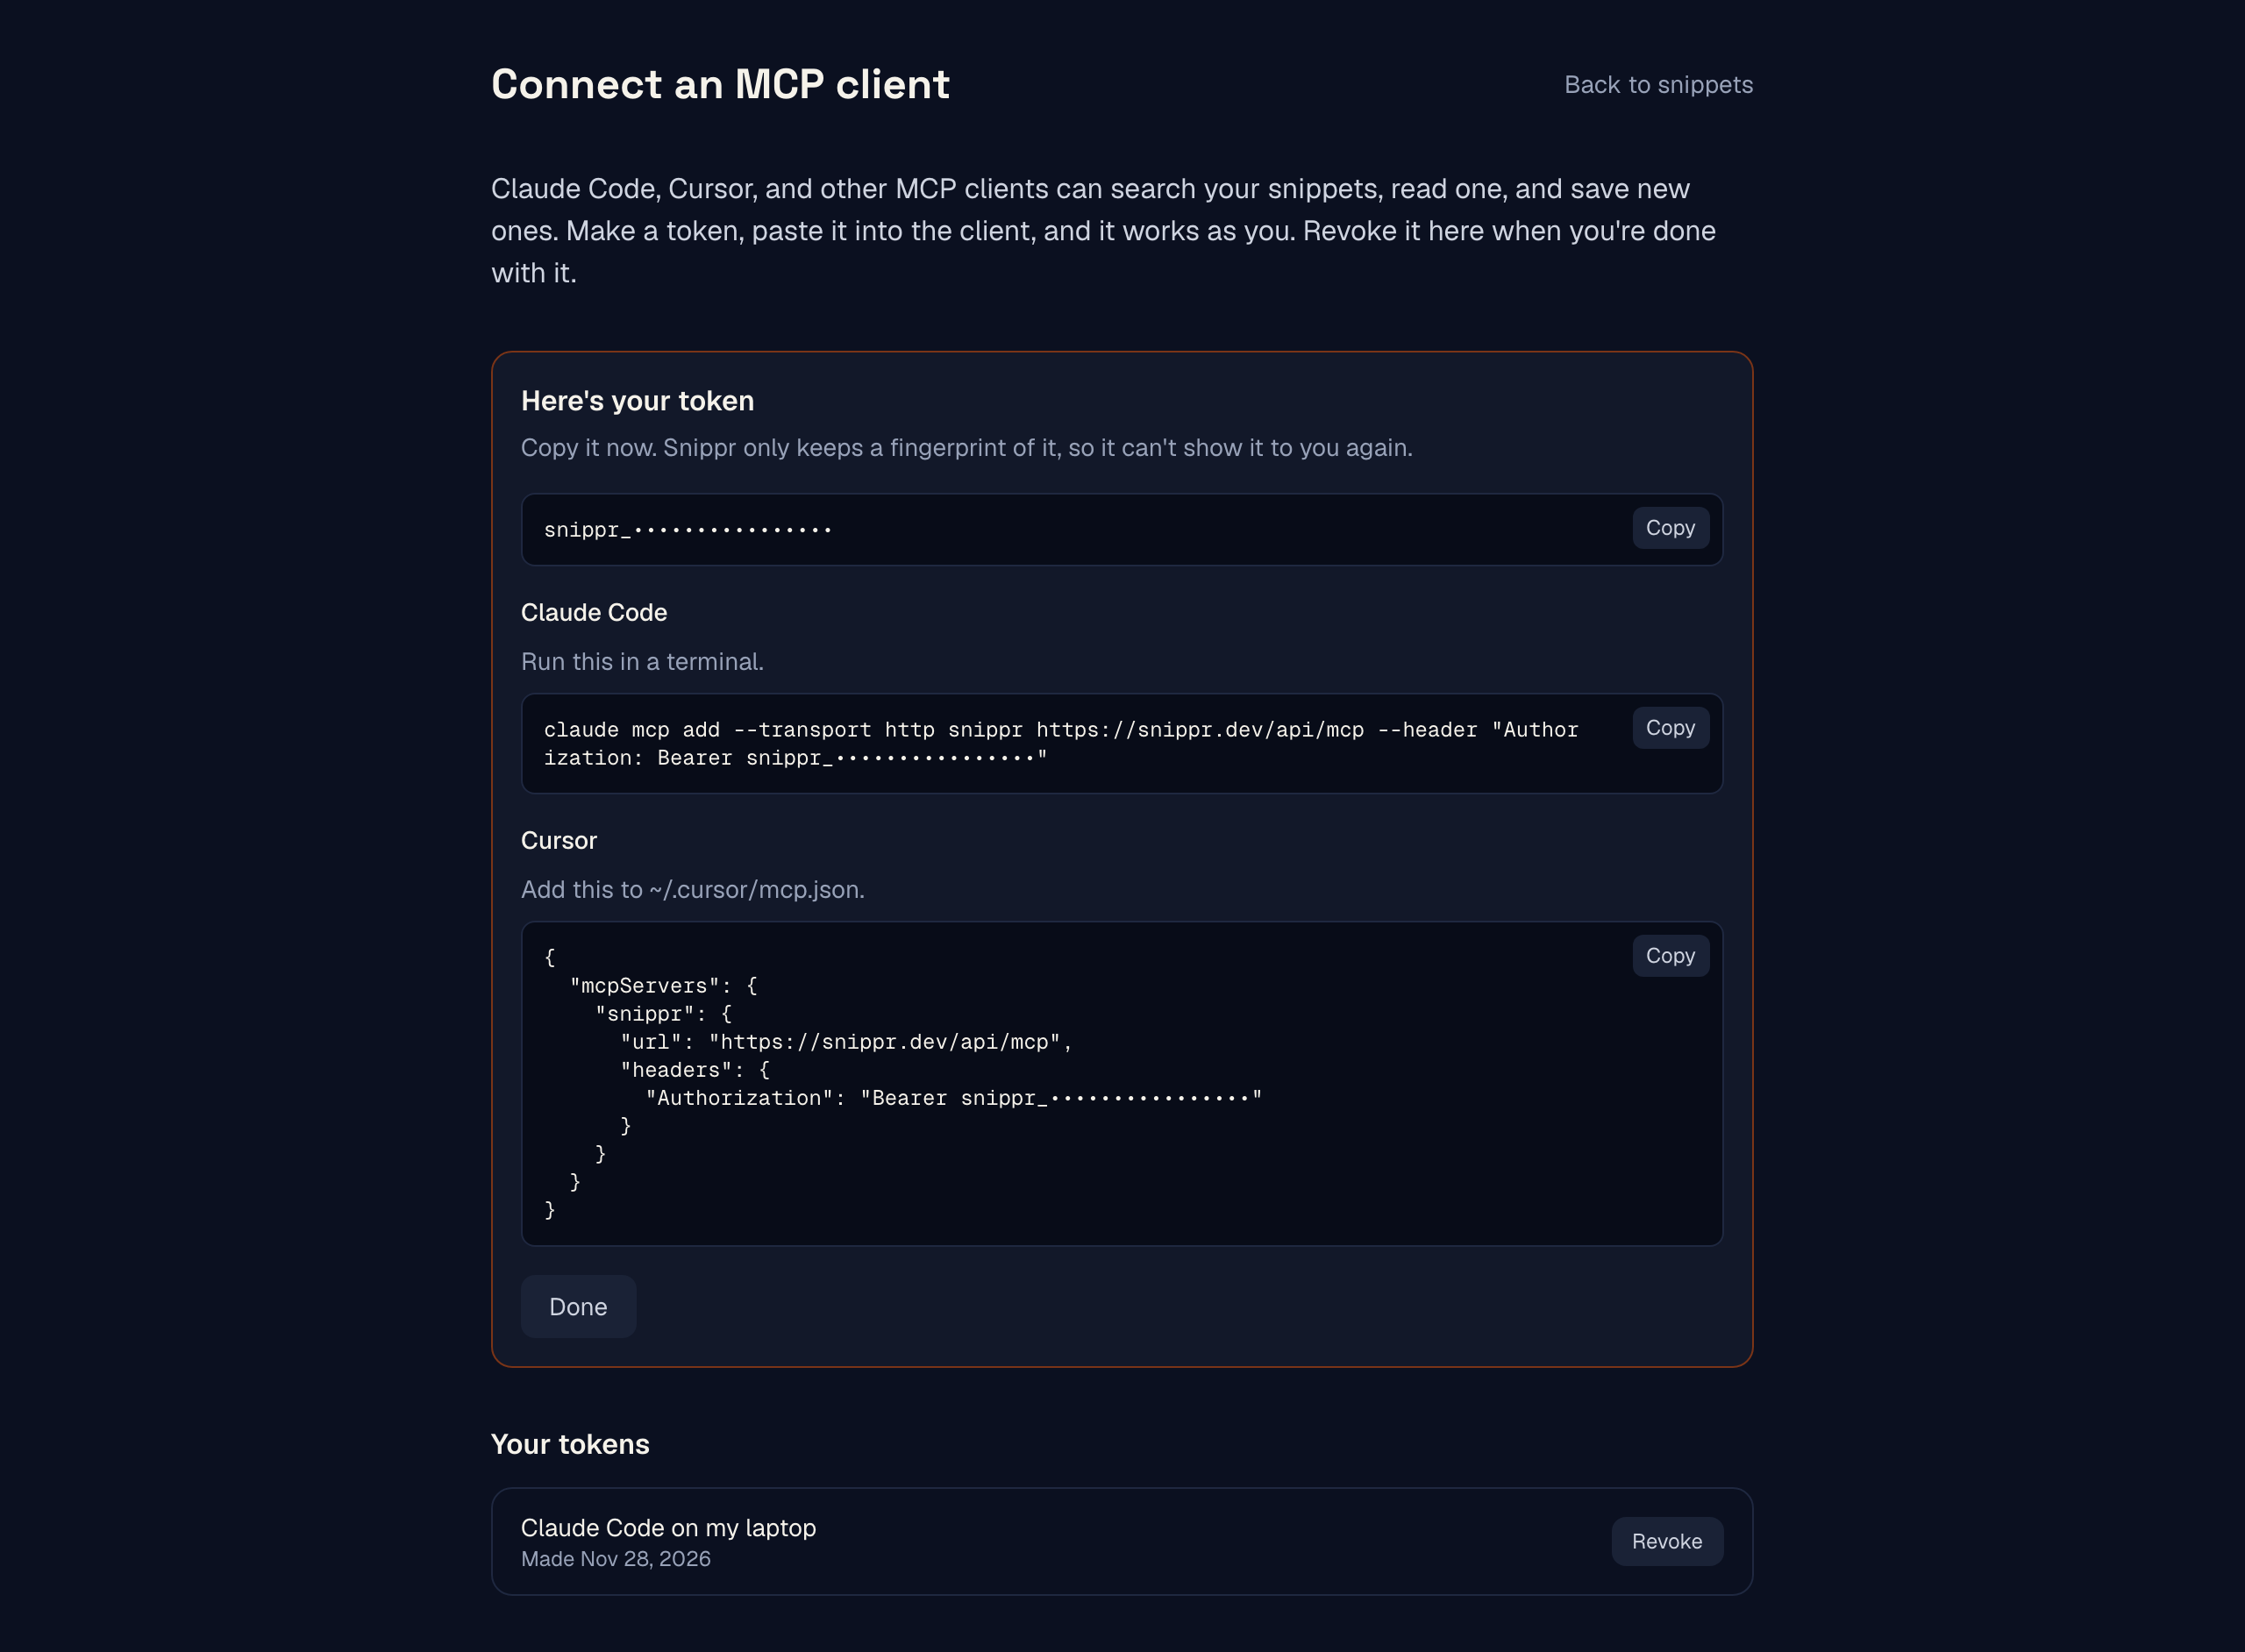 Connect an MCP client
Back to snippets
Claude Code, Cursor, and other MCP clients can search your snippets, read one, and save new
ones. Make a token, paste it into the client, and it works as you. Revoke it here when you're done
with it.
Here's your token
Copy it now. Snippr only keeps a fingerprint of it, so it can't show it to you again.
snippr_••••••••••••••••
Copy
Claude Code
Run this in a terminal.
claude mcp add --transport http snippr https://snippr.dev/api/mcp --header "Author
ization: Bearer snippr_••••••••••••••••"
Copy
Cursor
Add this to ~/.cursor/mcp.json.
{
  "mcpServers": {
    "snippr": {
      "url": "https://snippr.dev/api/mcp",
      "headers": {
        "Authorization": "Bearer snippr_••••••••••••••••"
      }
    }
  }
}
Copy
Done
Your tokens
Claude Code on my laptop
Made Nov 28, 2026
Revoke